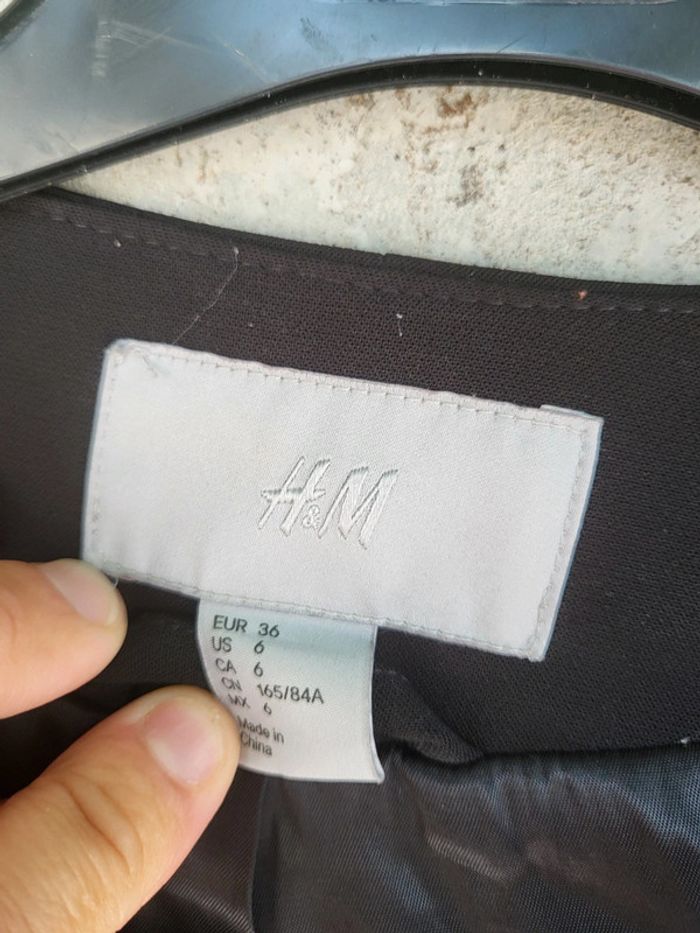 H&M
EUR 36
US 6
CA 6
CN 165/84A
MX 6
Made in
China